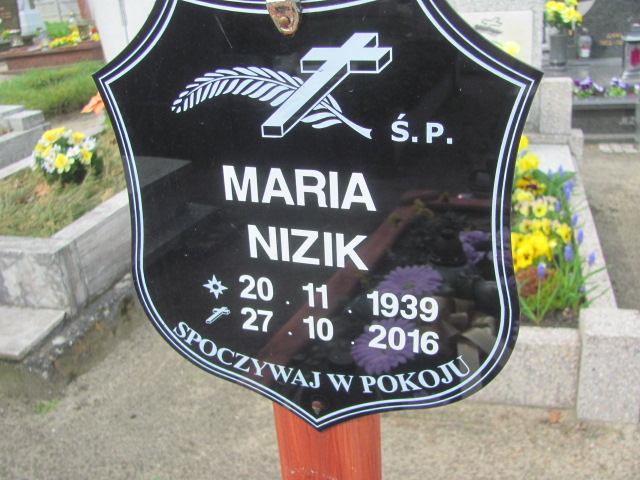 Ś.P.
MARIA
NIZIK
20.11.1939
27.10.2016
SPOCZYWAJ W POKOJU